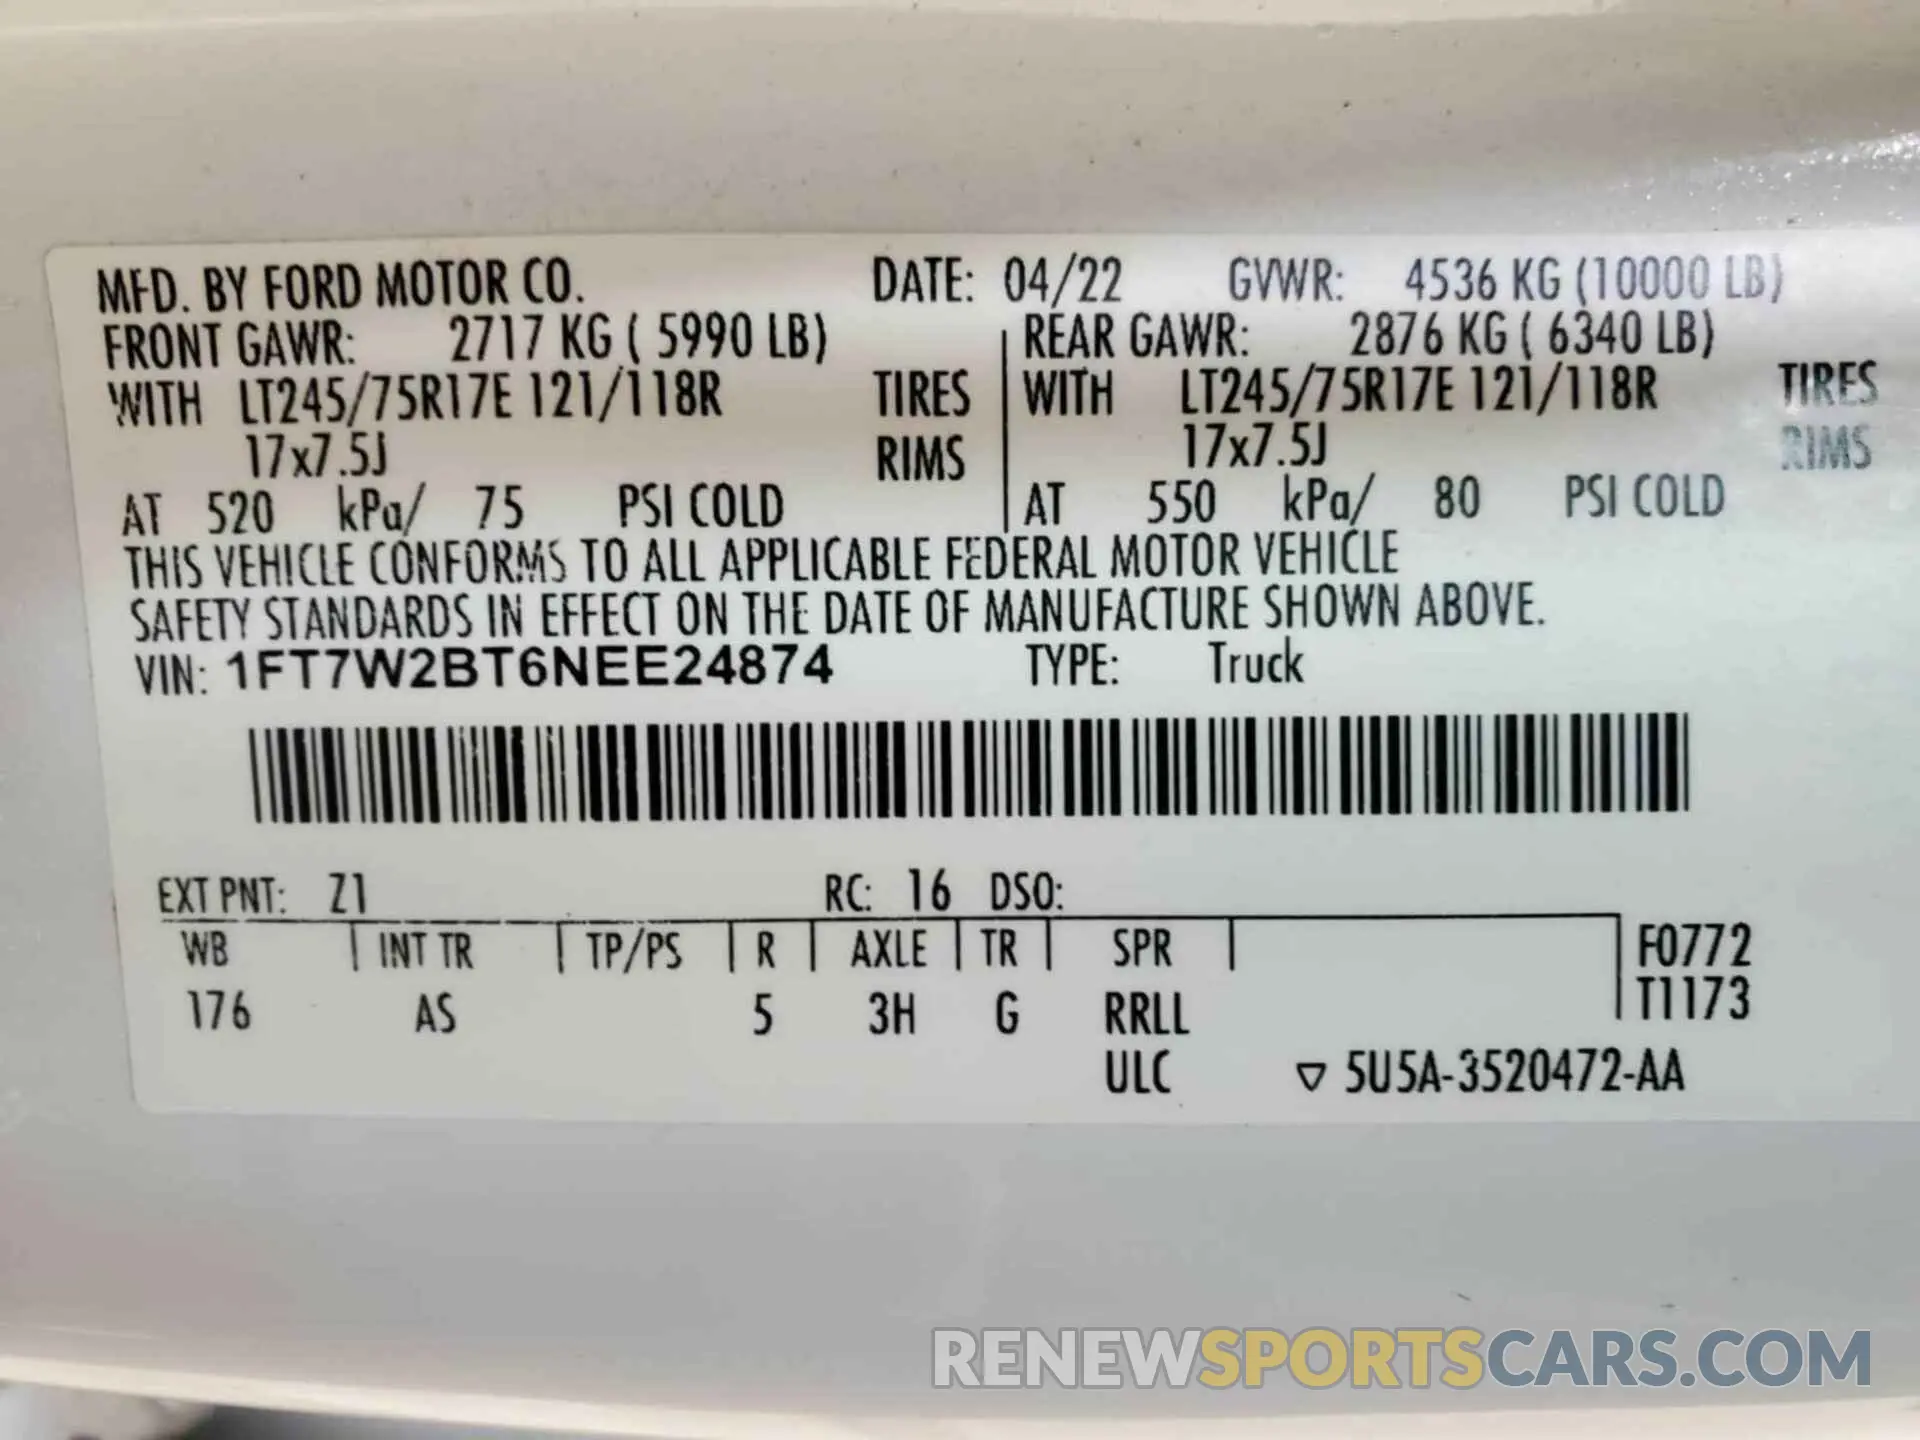 MFD. BY FORD MOTOR CO. DATE: 04/22 GVWR: 4536 KG (10000 LB)
FRONT GAWR: 2717 KG ( 5990 LB) REAR GAWR: 2876 KG ( 6340 LB)
WITH LT245/75R17E 121/118R TIRES WITH LT245/75R17E 121/118R TIRES
17x7.5J RIMS 17x7.5J RIMS
AT 520 kPa/ 75 PSI COLD AT 550 kPa/ 80 PSI COLD
THIS VEHICLE CONFORMS TO ALL APPLICABLE FEDERAL MOTOR VEHICLE
SAFETY STANDARDS IN EFFECT ON THE DATE OF MANUFACTURE SHOWN ABOVE.
VIN: 1FT7W2BT6NEE24874 TYPE: Truck
EXT PNT: Z1 RC: 16 DSO:
WB INT TR TP/PS R AXLE TR SPR F0772
176 AS 5 3H G RRLL T1173
ULC ▽ 5U5A-3520472-AA
RENEWSPORTSCARS.COM